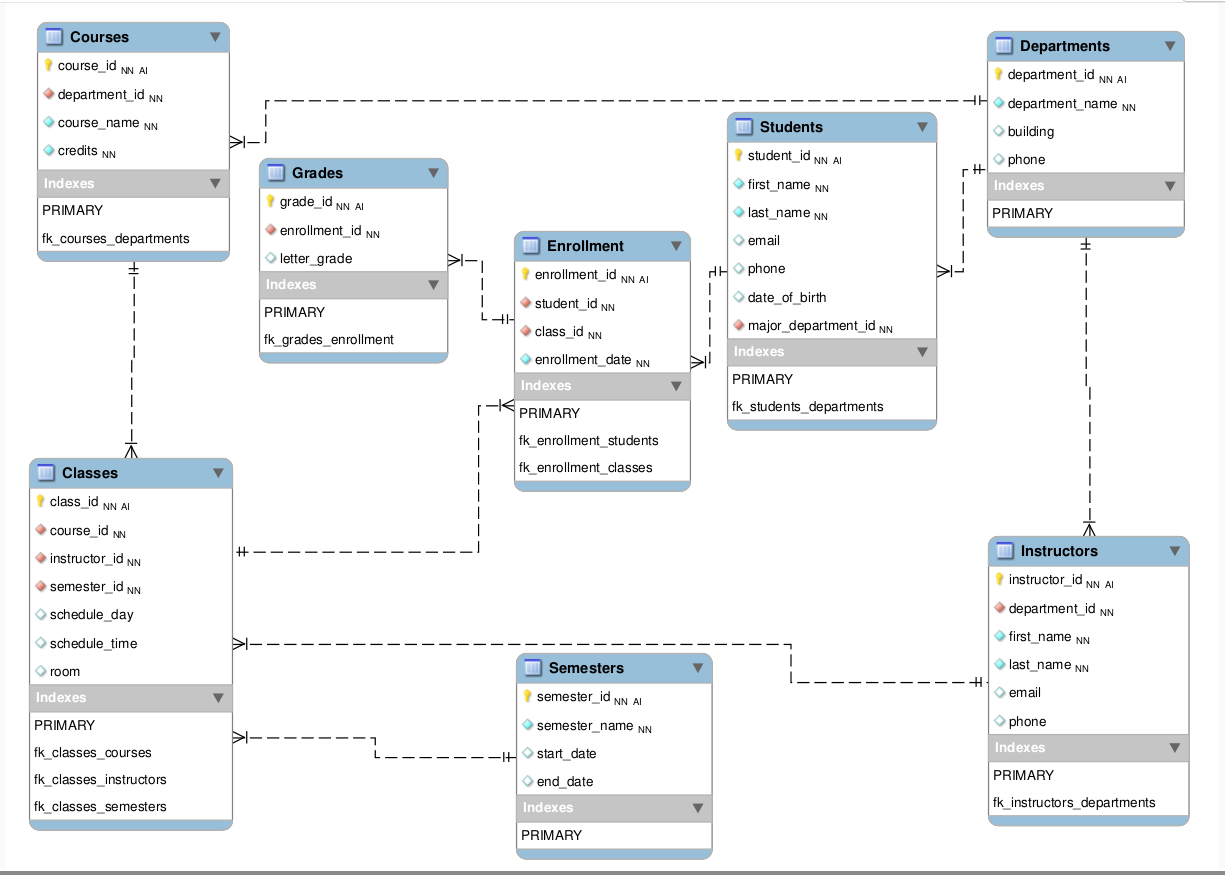 Courses
course_id NN AI
department_id NN
course_name NN
credits NN
Indexes
PRIMARY
fk_courses_departments
Departments
department_id NN AI
department_name NN
building
phone
Indexes
PRIMARY
Students
student_id NN AI
first_name NN
last_name NN
email
phone
date_of_birth
major_department_id NN
Indexes
PRIMARY
fk_students_departments
Grades
grade_id NN AI
enrollment_id NN
letter_grade
Indexes
PRIMARY
fk_grades_enrollment
Enrollment
enrollment_id NN AI
student_id NN
class_id NN
enrollment_date NN
Indexes
PRIMARY
fk_enrollment_students
fk_enrollment_classes
Classes
class_id NN AI
course_id NN
instructor_id NN
semester_id NN
schedule_day
schedule_time
room
Indexes
PRIMARY
fk_classes_courses
fk_classes_instructors
fk_classes_semesters
Instructors
instructor_id NN AI
department_id NN
first_name NN
last_name NN
email
phone
Indexes
PRIMARY
fk_instructors_departments
Semesters
semester_id NN AI
semester_name NN
start_date
end_date
Indexes
PRIMARY